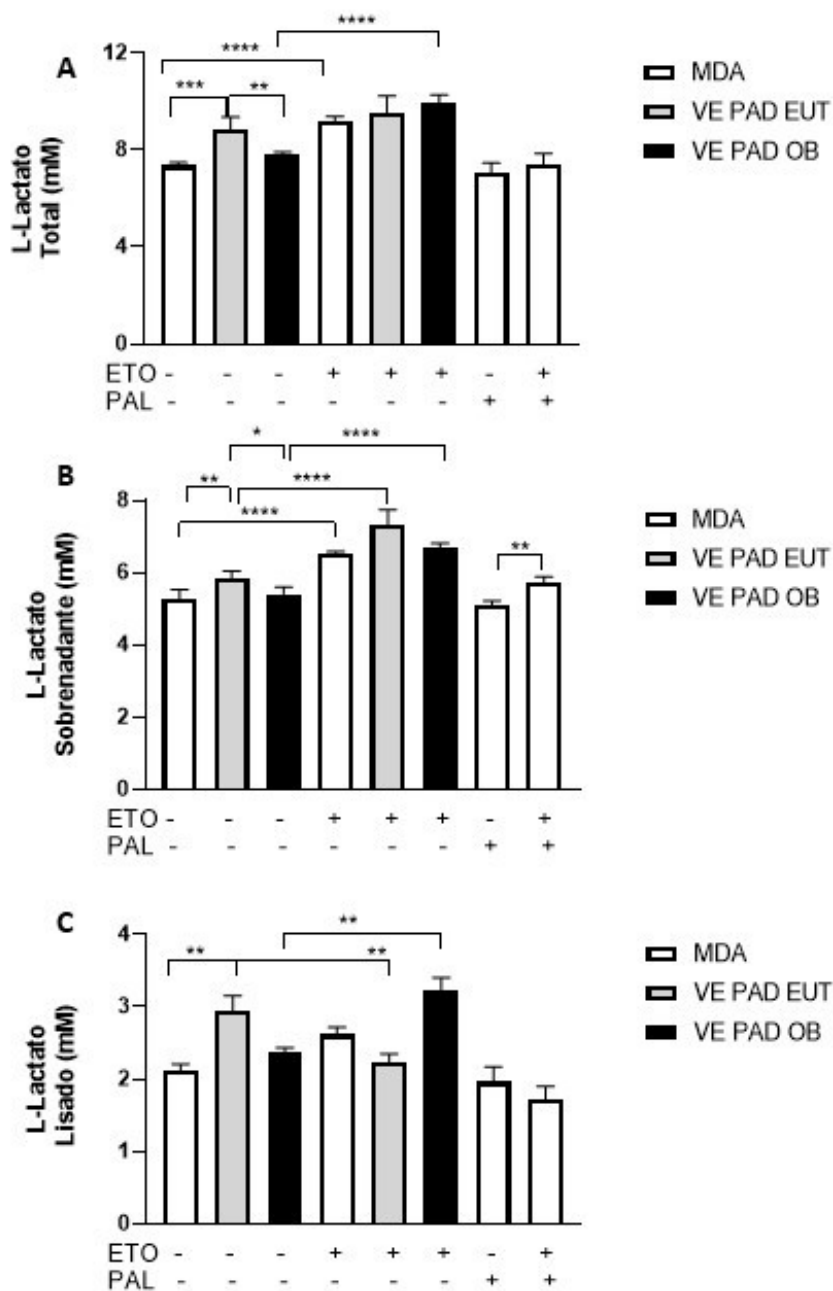 A
L-Lactato
Total (mM)
12
8
4
0
****
****
***
**
MDA
VE PAD EUT
VE PAD OB
ETO - - - + + + - +
PAL - - - - - - + +
B
L-Lactato
Sobrenadante (mM)
8
6
4
2
0
*
****
**
****
****
**
MDA
VE PAD EUT
VE PAD OB
ETO - - - + + + - +
PAL - - - - - - + +
C
L-Lactato
Lisado (mM)
4
3
2
1
0
**
**
**
MDA
VE PAD EUT
VE PAD OB
ETO - - - + + + - +
PAL - - - - - - + +